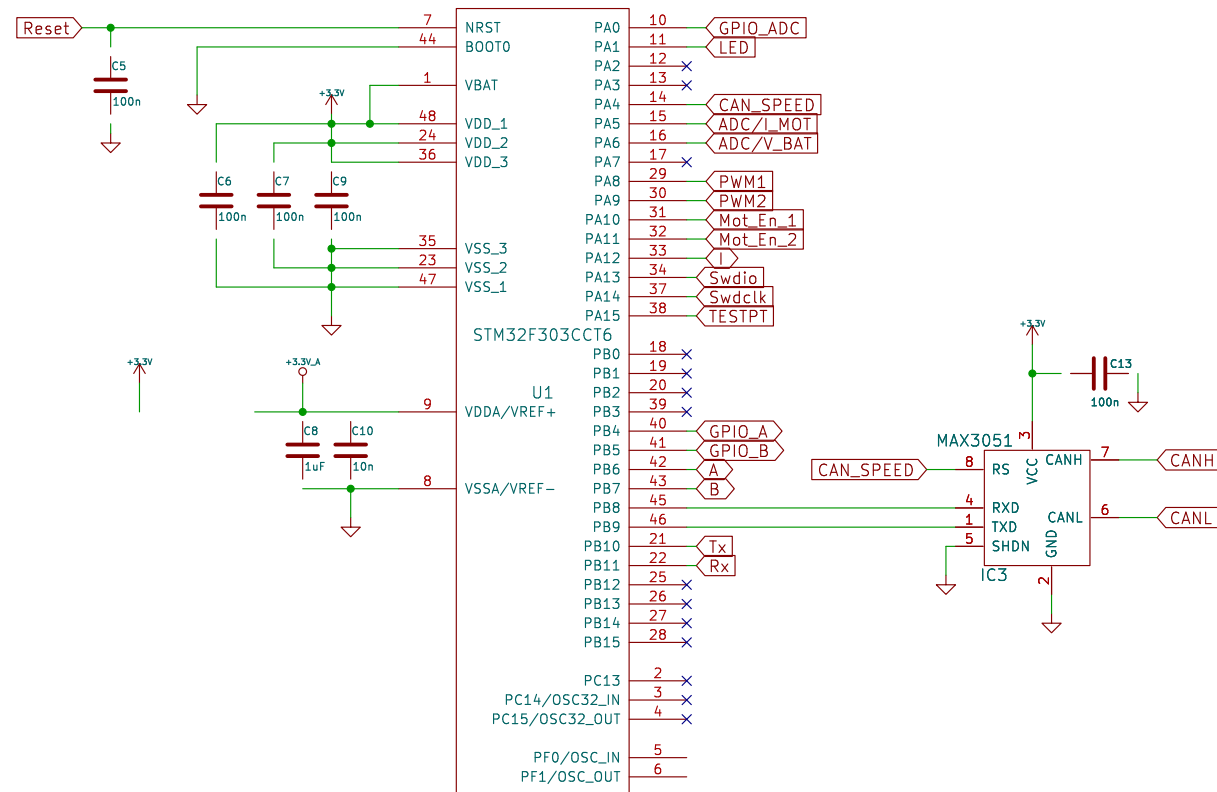 Reset
7 NRST
44 BOOT0
C5
100n
1 VBAT
+3.3V
48 VDD_1
24 VDD_2
36 VDD_3
C6
100n
C7
100n
C9
100n
35 VSS_3
23 VSS_2
47 VSS_1
+3.3V
+3.3V_A
9 VDDA/VREF+
C8
1uF
C10
10n
8 VSSA/VREF-
STM32F303CCT6
U1
PA0 10 GPIO_ADC
PA1 11 LED
PA2 12
PA3 13
PA4 14 CAN_SPEED
PA5 15 ADC/I_MOT
PA6 16 ADC/V_BAT
PA7 17
PA8 29 PWM1
PA9 30 PWM2
PA10 31 Mot_En_1
PA11 32 Mot_En_2
PA12 33 I
PA13 34 Swdio
PA14 37 Swdclk
PA15 38 TESTPT
PB0 18
PB1 19
PB2 20
PB3 39
PB4 40 GPIO_A
PB5 41 GPIO_B
PB6 42 A
PB7 43 B
PB8 45
PB9 46
PB10 21 Tx
PB11 22 Rx
PB12 25
PB13 26
PB14 27
PB15 28
PC13 2
PC14/OSC32_IN 3
PC15/OSC32_OUT 4
PF0/OSC_IN 5
PF1/OSC_OUT 6
+3.3V
C13
100n
MAX3051
3 VCC
CAN_SPEED 8 RS
4 RXD
1 TXD
5 SHDN
CANH 7 CANH
CANL 6 CANL
GND 2
IC3